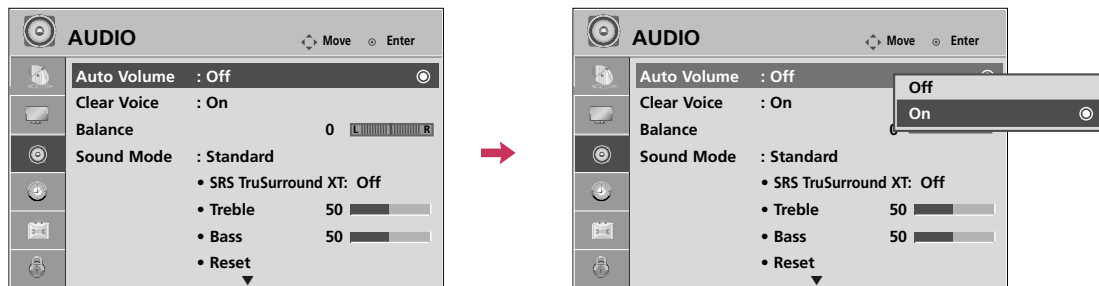 AUDIO Move Enter
Auto Volume : Off
Clear Voice : On
Balance 0 L R
Sound Mode : Standard
• SRS TruSurround XT: Off
• Treble 50
• Bass 50
• Reset
AUDIO Move Enter
Auto Volume : Off
Clear Voice : On
Balance 0
Sound Mode : Standard
• SRS TruSurround XT: Off
• Treble 50
• Bass 50
• Reset
Off
On